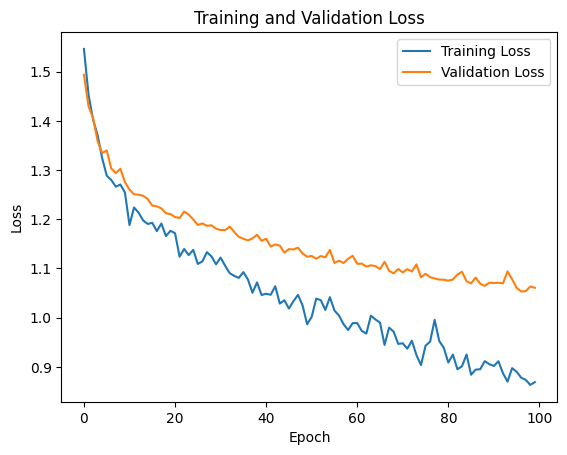 Training and Validation Loss
Training Loss
Validation Loss
Loss
1.5
1.4
1.3
1.2
1.1
1.0
0.9
0
20
40
60
80
100
Epoch